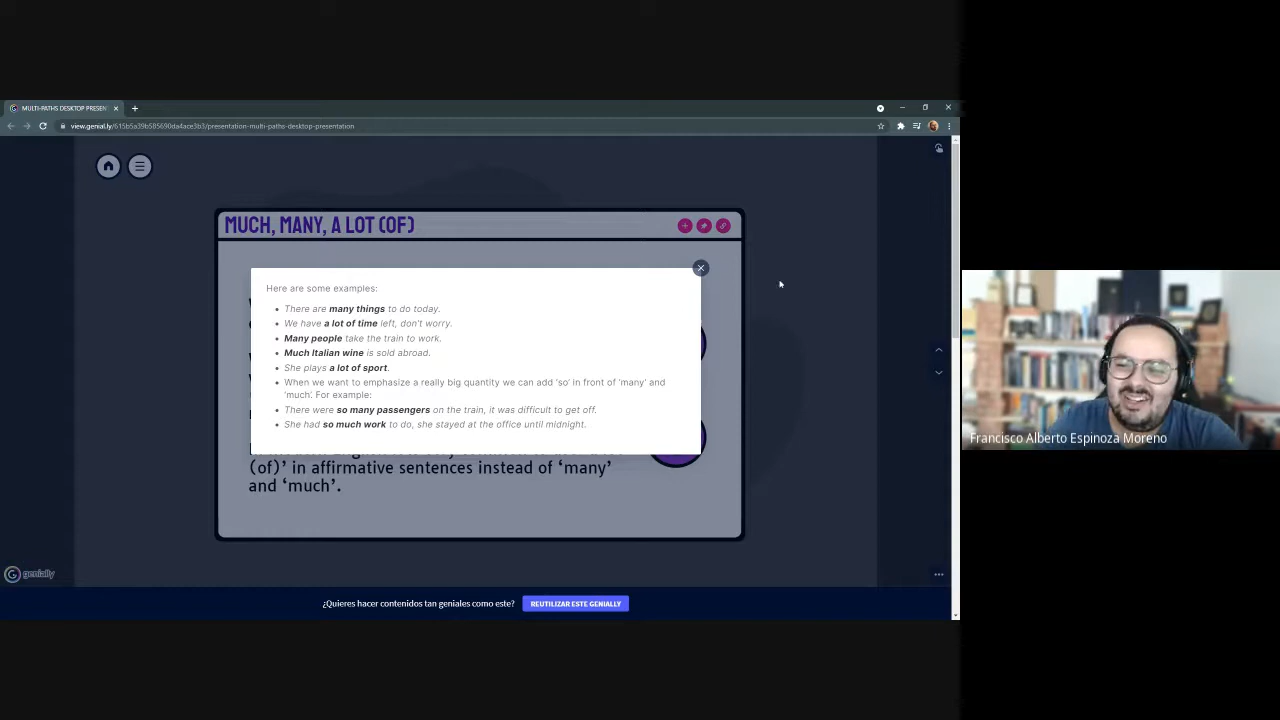 MULTI-PATHS DESKTOP PRESEN
view.genial.ly/615b5a39b585690da4ace3b3/presentation-multi-paths-desktop-presentation
MUCH, MANY, A LOT (OF)
Here are some examples:
• There are many things to do today.
• We have a lot of time left, don't worry.
• Many people take the train to work.
• Much Italian wine is sold abroad.
• She plays a lot of sport.
• When we want to emphasize a really big quantity we can add 'so' in front of 'many' and
'much'. For example:
• There were so many passengers on the train, it was difficult to get off.
• She had so much work to do, she stayed at the office until midnight.
(of)' in affirmative sentences instead of 'many'
and 'much'.
Francisco Alberto Espinoza Moreno
genially
¿Quieres hacer contenidos tan geniales como este?
REUTILIZAR ESTE GENIALLY